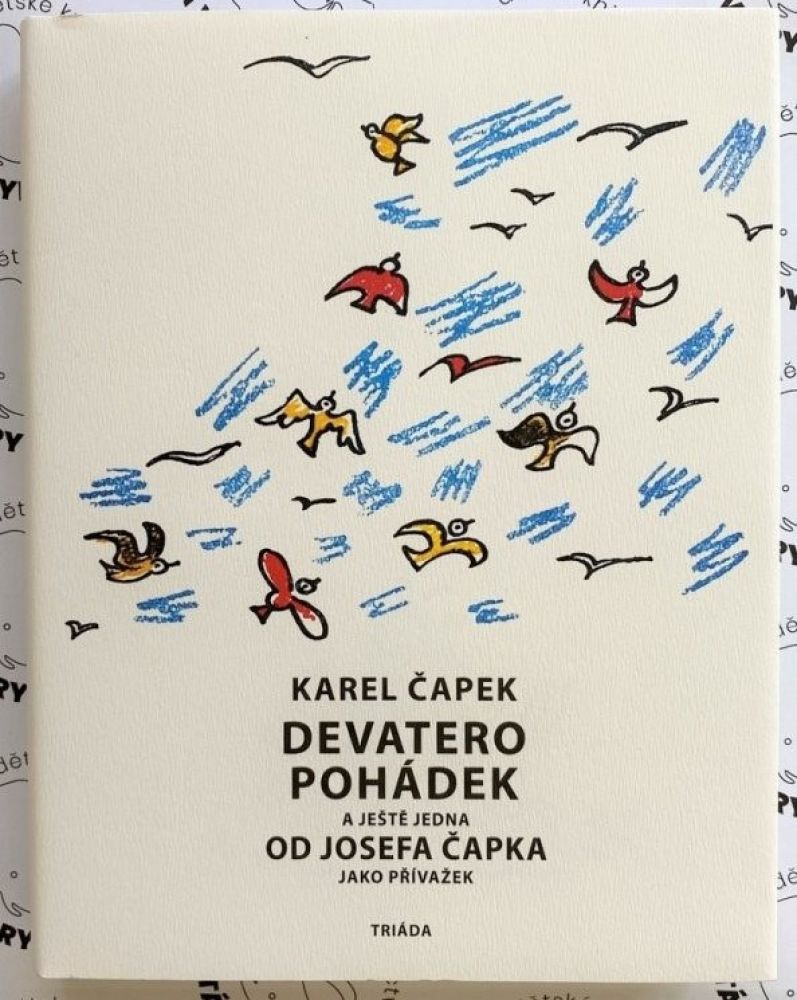 KAREL ČAPEK
DEVATERO
POHÁDEK
A JEŠTĚ JEDNA
OD JOSEFA ČAPKA
JAKO PŘÍVAŽEK
TRIÁDA